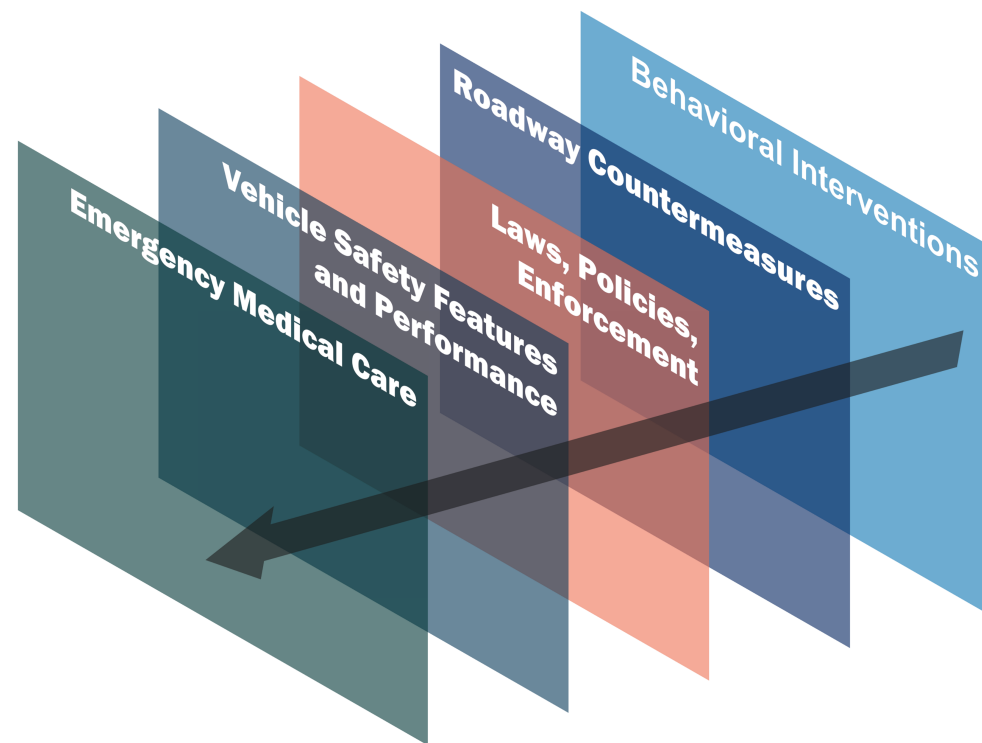 Behavioral Interventions
Roadway Countermeasures
Laws, Policies,
Enforcement
Vehicle Safety Features
and Performance
Emergency Medical Care